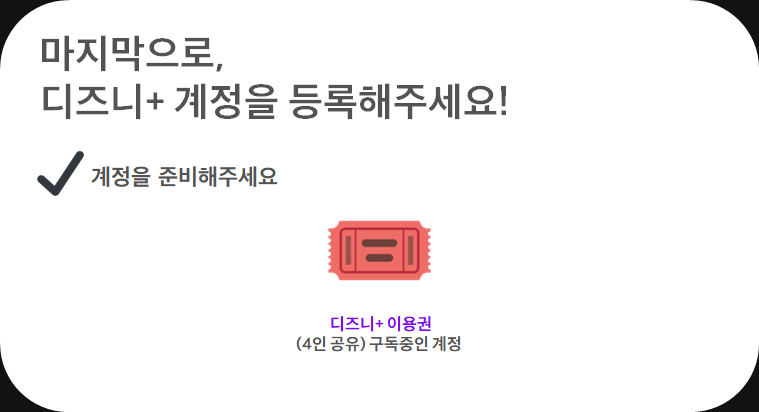 마지막으로,
디즈니+ 계정을 등록해주세요!
계정을 준비해주세요
디즈니+ 이용권
(4인 공유) 구독중인 계정